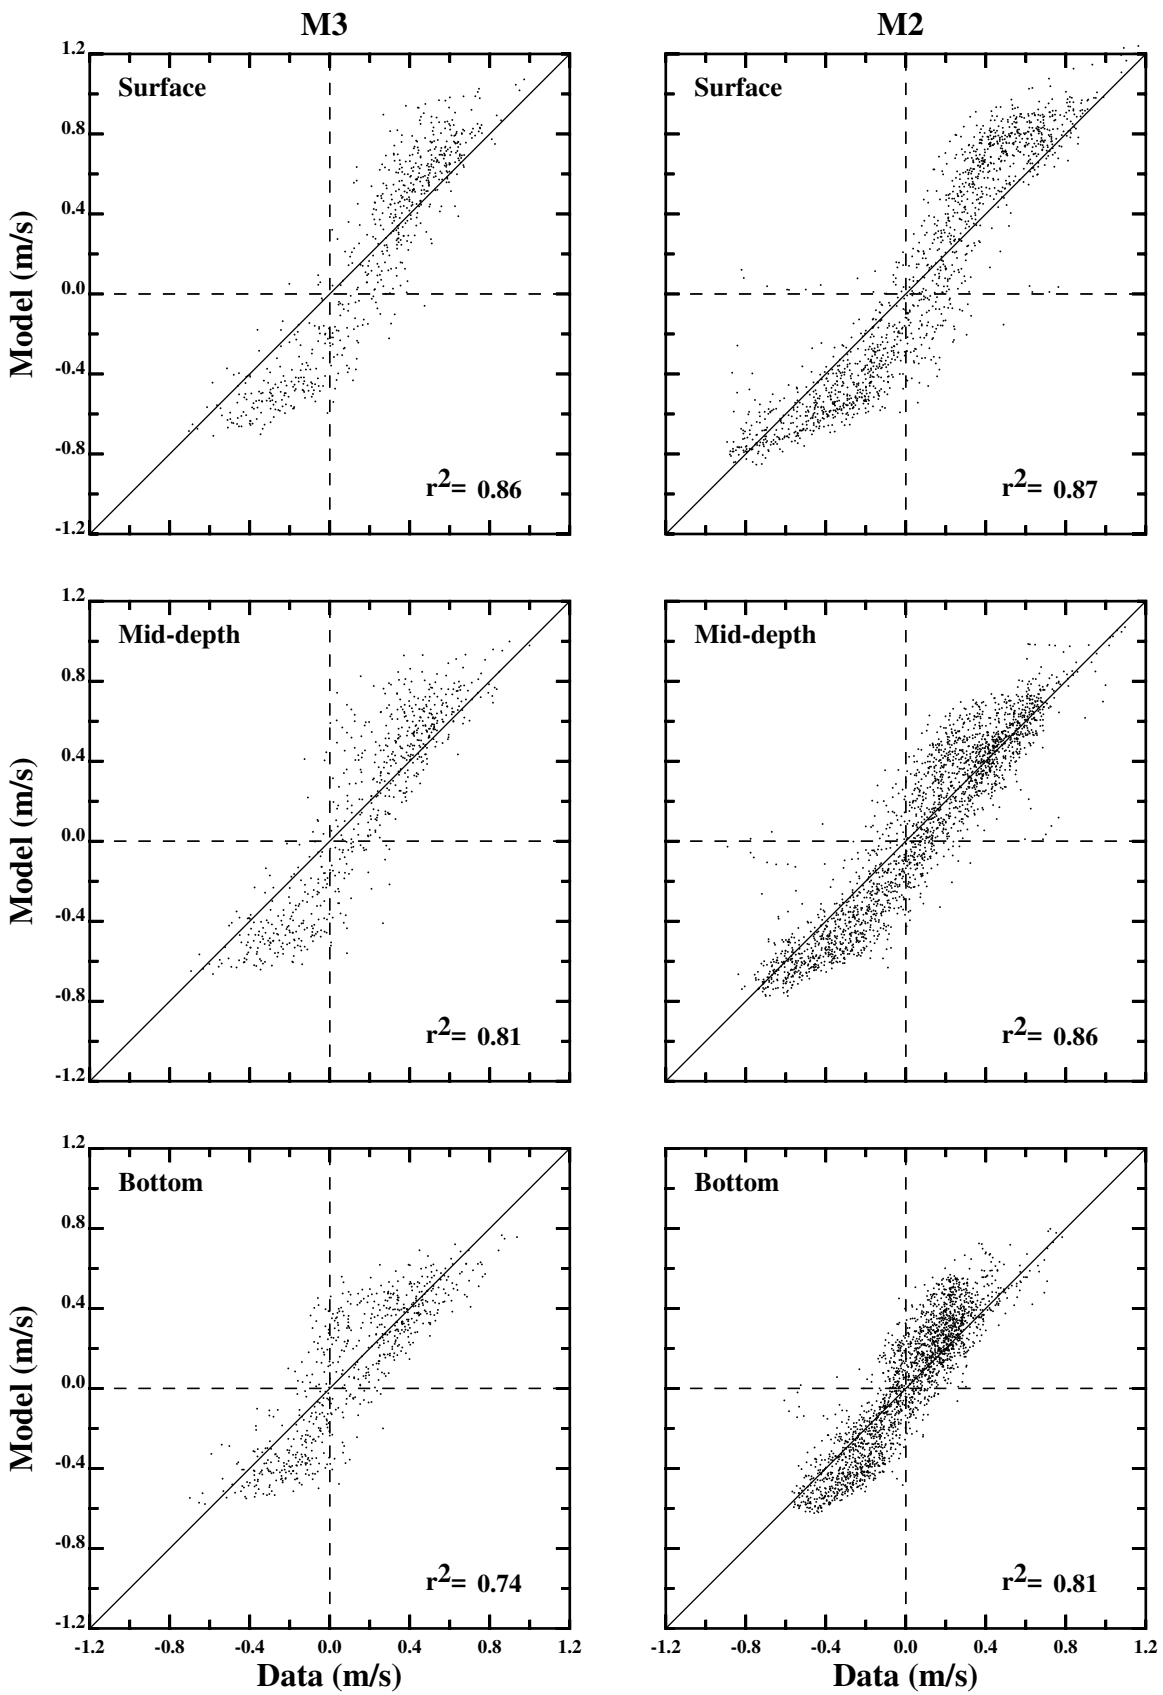 M3 M2
1.2
Surface Surface
0.8
0.4
Model (m/s)
0.0
-0.4
-0.8
r2= 0.86 r2= 0.87
-1.2
1.2
Mid-depth Mid-depth
0.8
0.4
Model (m/s)
0.0
-0.4
-0.8
r2= 0.81 r2= 0.86
-1.2
1.2
Bottom Bottom
0.8
0.4
Model (m/s)
0.0
-0.4
-0.8
r2= 0.74 r2= 0.81
-1.2
-1.2 -0.8 -0.4 0.0 0.4 0.8 1.2 -1.2 -0.8 -0.4 0.0 0.4 0.8 1.2
Data (m/s) Data (m/s)